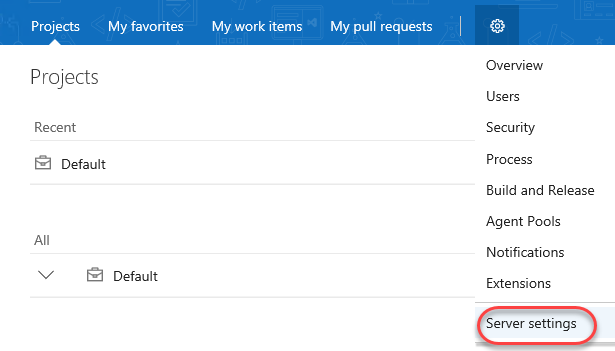 Projects My favorites My work items My pull requests
Projects
Recent
Default
All
Default
Overview
Users
Security
Process
Build and Release
Agent Pools
Notifications
Extensions
Server settings